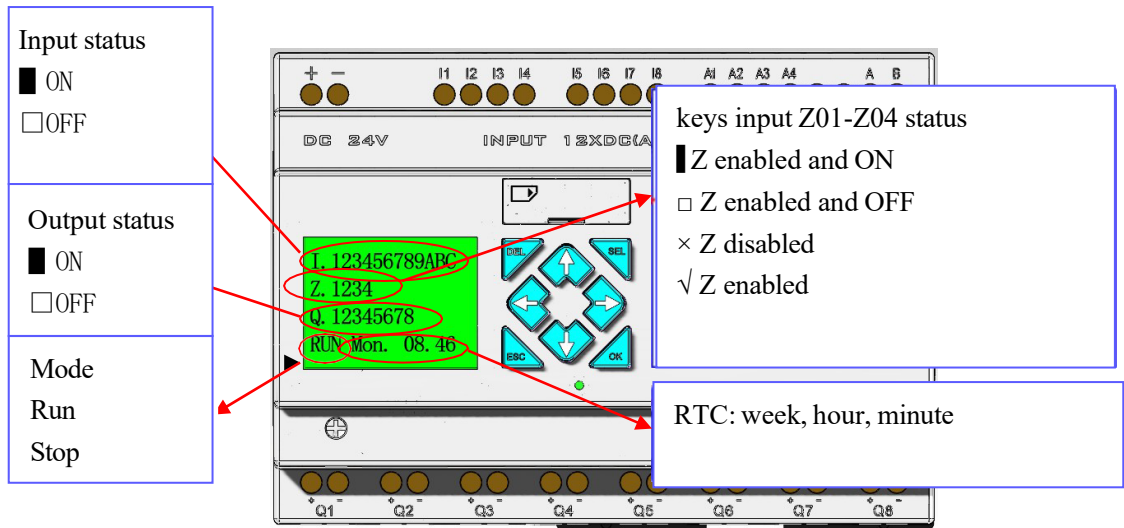 Input status
■ ON
□OFF
Output status
■ ON
□OFF
Mode
Run
Stop
+ - I1 I2 I3 I4 I5 I6 I7 I8 A1 A2 A3 A4 A B
DC 24V INPUT 12XDC(A
DEL SEL
ESC OK
I. 123456789ABC
Z. 1234
Q. 12345678
RUN Mon. 08. 46
keys input Z01-Z04 status
▌Z enabled and ON
□ Z enabled and OFF
× Z disabled
√ Z enabled
RTC: week, hour, minute
+ - + - + - + - + - + - + - + -
Q1 Q2 Q3 Q4 Q5 Q6 Q7 Q8